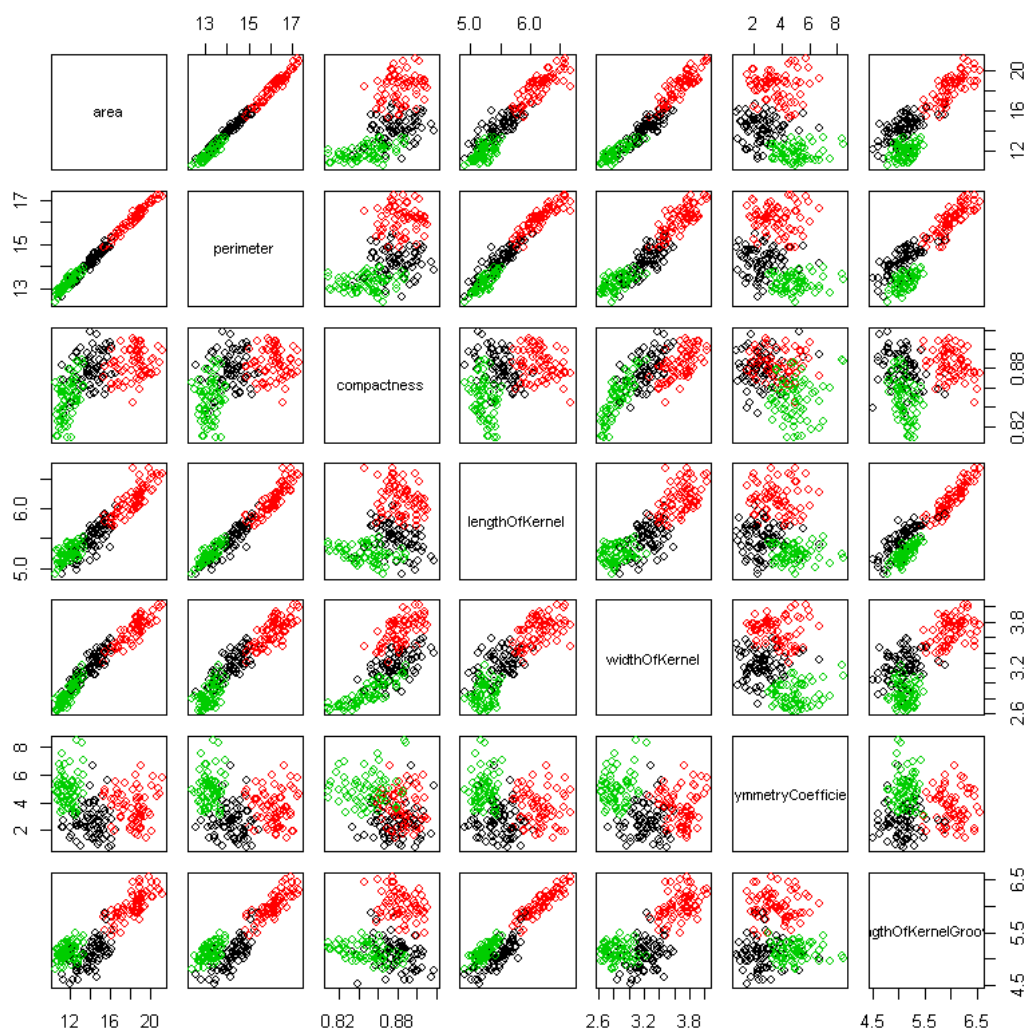 13 15 17
5.0 6.0
2 4 6 8
area
12 16 20
13 15 17
perimeter
compactness
0.82 0.88
5.0 6.0
lengthOfKernel
widthOfKernel
2.6 3.2 3.8
2 4 6 8
ymmetryCoefficie
gthOfKernelGroo
4.5 5.5 6.5
12 16 20
0.82 0.88
2.6 3.2 3.8
4.5 5.5 6.5